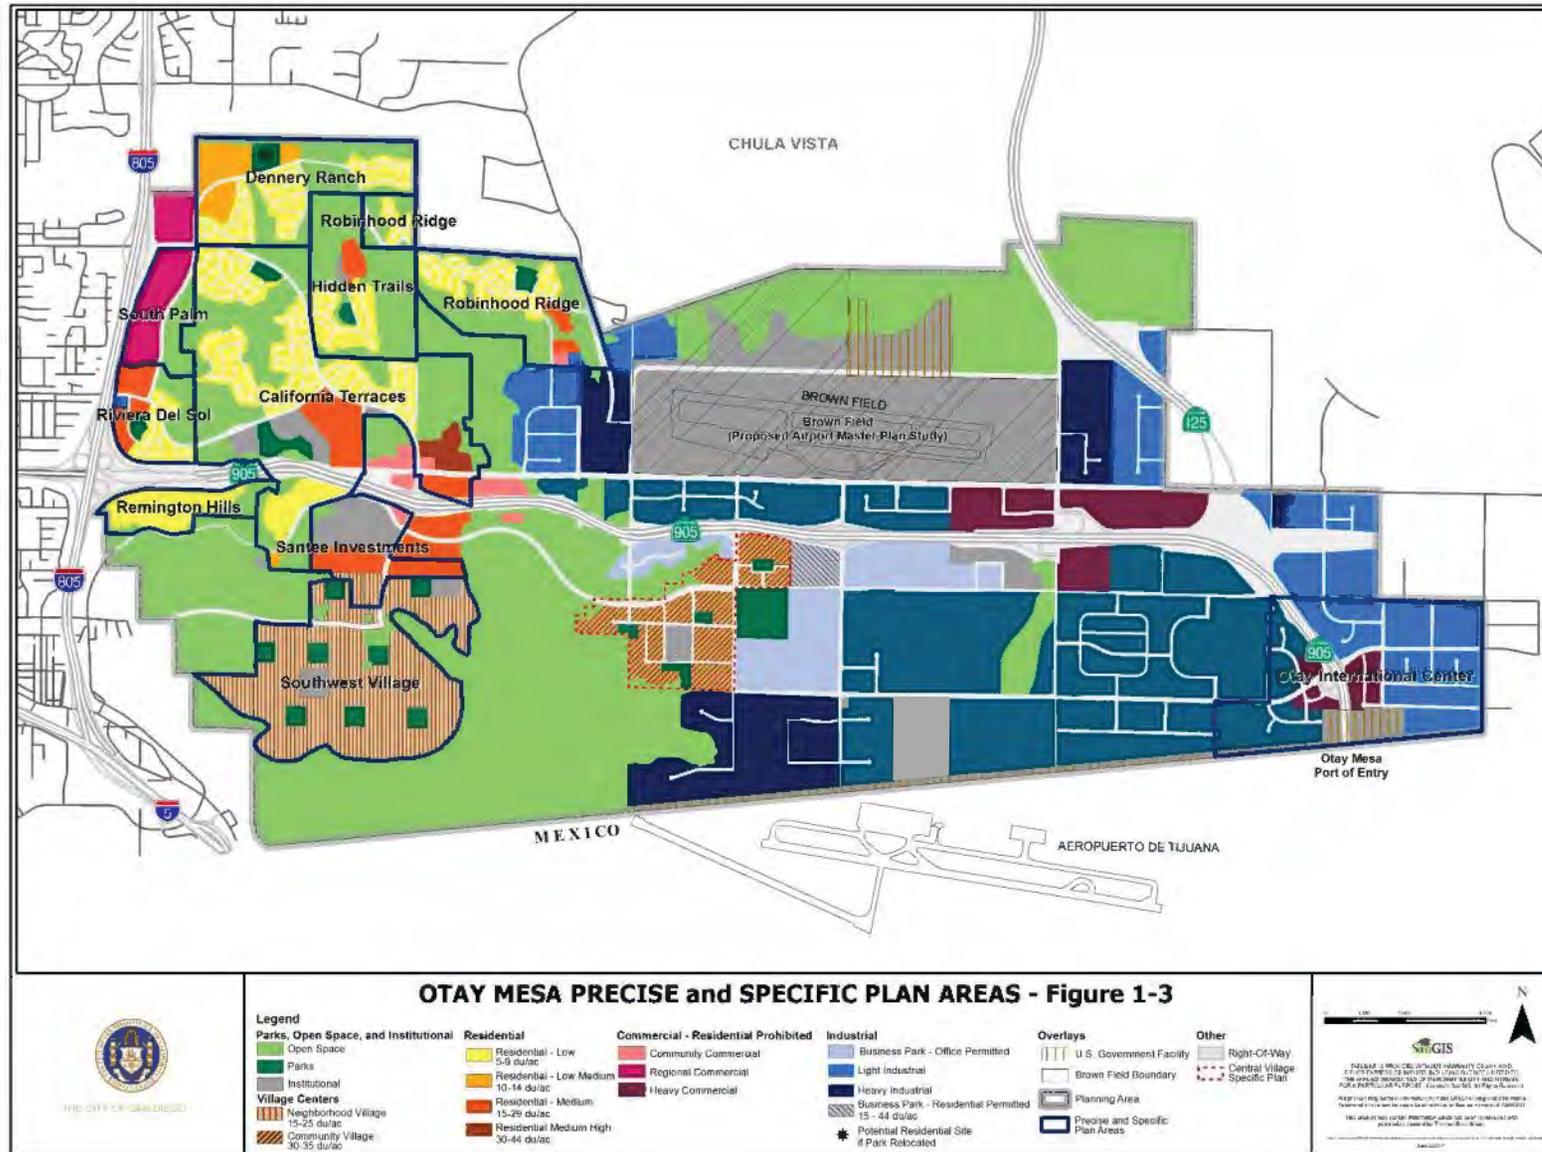 CHULA VISTA
805
Dennery Ranch
Robinhood Ridge
Hidden Trails
Robinhood Ridge
South Palm
California Terraces
BROWN FIELD
Brown Field
(Proposed Airport Master Plan Study)
Riviera Del Sol
125
905
Remington Hills
905
Santee Investments
805
905
Southwest Village
Otay International Center
Otay Mesa
Port of Entry
5
MEXICO
AEROPUERTO DE TIJUANA
OTAY MESA PRECISE and SPECIFIC PLAN AREAS - Figure 1-3
THE CITY OF SAN DIEGO
Legend
Parks, Open Space, and Institutional
Open Space
Parks
Institutional
Village Centers
Neighborhood Village
15-25 du/ac
Community Village
30-35 du/ac
Residential
Residential - Low
5-9 du/ac
Residential - Low Medium
10-14 du/ac
Residential - Medium
15-29 du/ac
Residential Medium High
30-44 du/ac
Commercial - Residential Prohibited
Community Commercial
Regional Commercial
Heavy Commercial
Industrial
Business Park - Office Permitted
Light Industrial
Heavy Industrial
Business Park - Residential Permitted
15 - 44 du/ac
Potential Residential Site
if Park Relocated
Overlays
U.S. Government Facility
Brown Field Boundary
Planning Area
Precise and Specific
Plan Areas
Other
Right-Of-Way
Central Village
Specific Plan
N
SanGIS